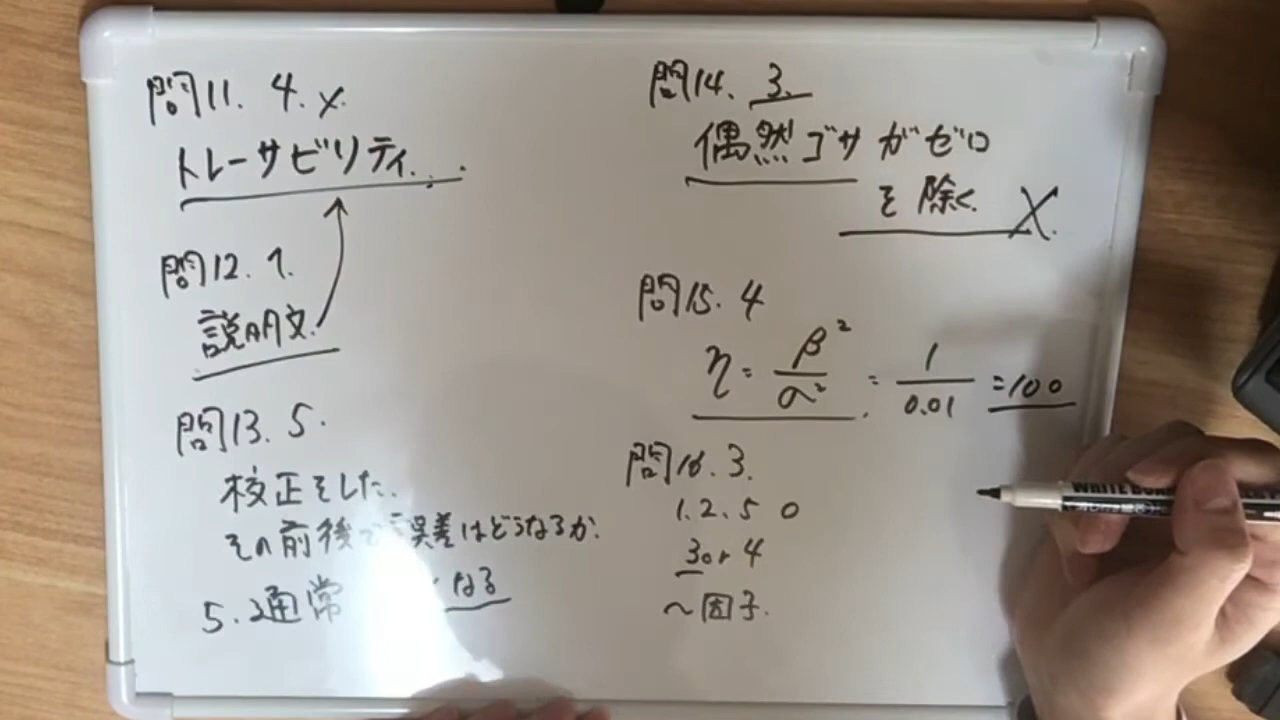 問11. 4. x.
トレーサビリティ...
問12. 1.
説明文.
問13. 5.
校正をした.
その前後で誤差はどうなるか.
5. 通常 なる
問14. 3.
偶然ゴサがゼロ
を除く. X.
問15. 4
η = β² / σ² = 1 / 0.01 = 100
問16. 3.
1. 2. 5 0
3 or 4
〜因子.
WRITE BOARD